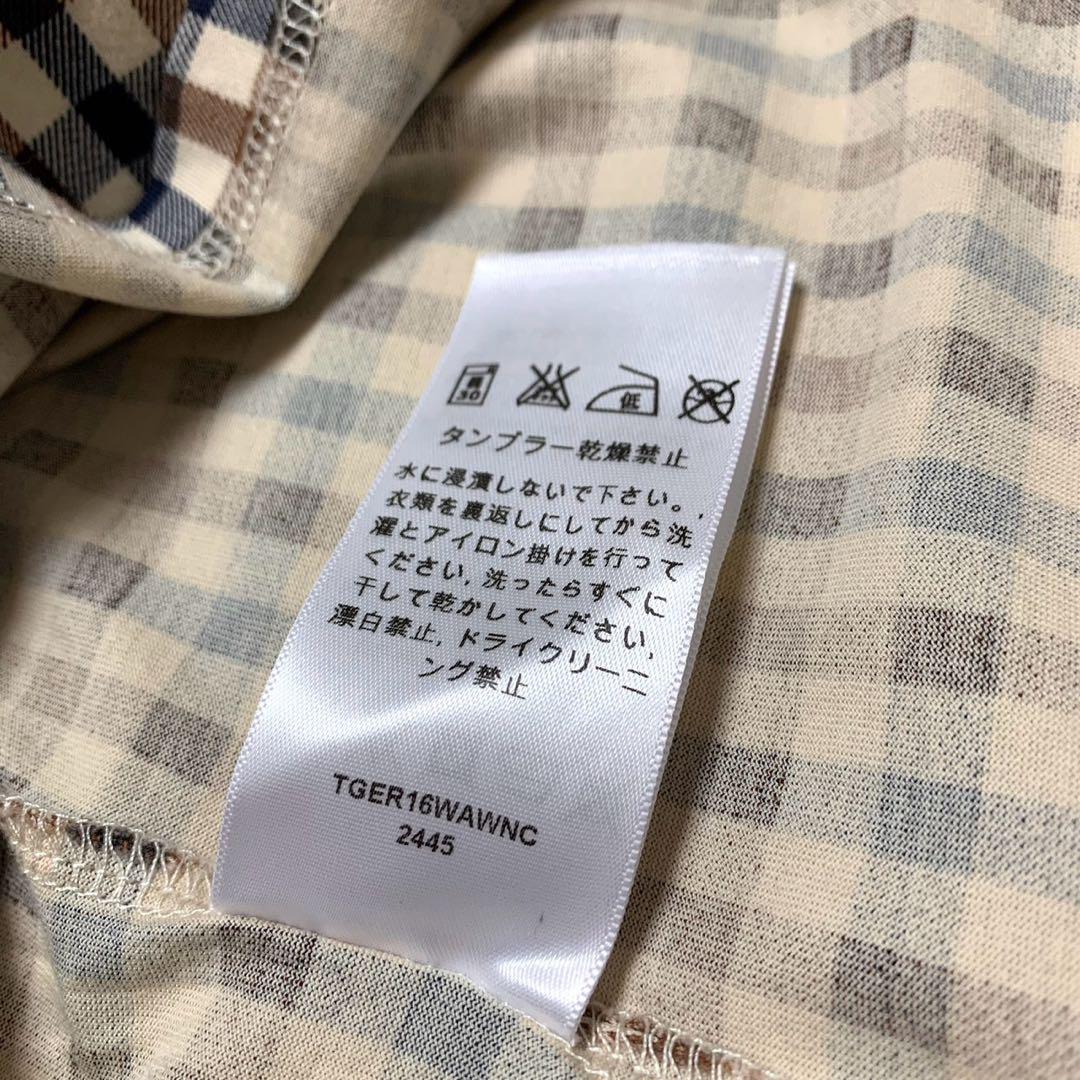 弱 30 低
タンブラー乾燥禁止
水に浸漬しないで下さい。,
衣類を裏返しにしてから洗
濯とアイロン掛けを行って
ください, 洗ったらすぐに
干して乾かしてください,
漂白禁止, ドライクリーニ
ング禁止
TGER16WAWNC
2445